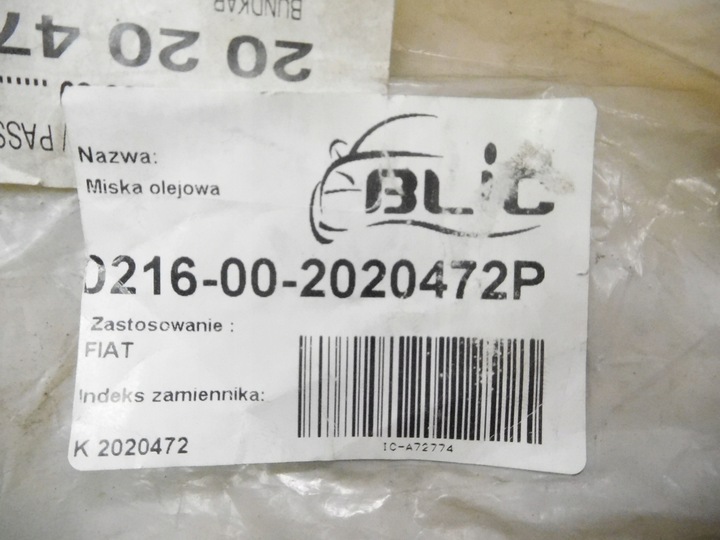 BUNDKAR
20 20 47
PASS
Nazwa:
Miska olejowa
BLiC
0216-00-2020472P
Zastosowanie :
FIAT
Indeks zamiennika:
K 2020472
IC-A72774